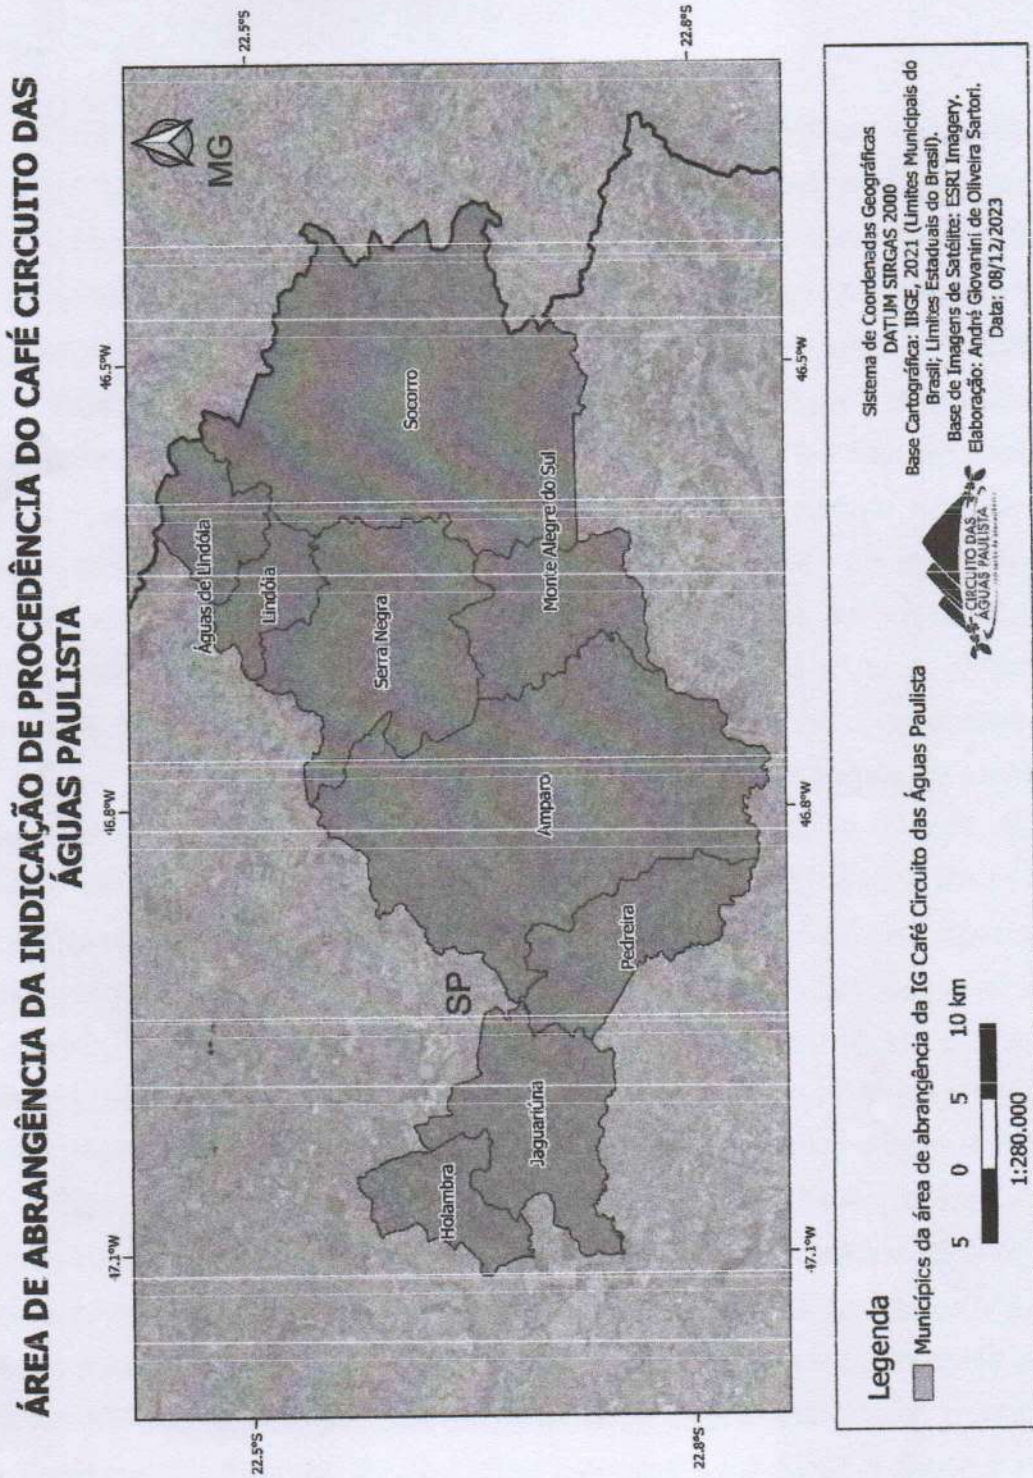 ÁREA DE ABRANGÊNCIA DA INDICAÇÃO DE PROCEDÊNCIA DO CAFÉ CIRCUITO DAS
ÁGUAS PAULISTA
47.1°W
46.8°W
46.5°W
22.5°S
22.5°S
MG
Águas de Lindóia
Lindóia
Socorro
Serra Negra
SP
Holambra
Amparo
Monte Alegre do Sul
Jaguariúna
Pedreira
22.8°S
22.8°S
47.1°W
46.8°W
46.5°W
Legenda
Municípics da área de abrangência da IG Café Circuito das Águas Paulista
5 0 5 10 km
1:280.000
CIRCUITO DAS
ÁGUAS PAULISTA
Sistema de Coordenadas Geográficas
DATUM SIRGAS 2000
Base Cartográfica: IBGE, 2021 (Limites Municipais do
Brasil; Limites Estaduais do Brasil).
Base de Imagens de Satélite: ESRI Imagery.
Elaboração: André Giovanini de Oliveira Sartori.
Data: 08/12/2023